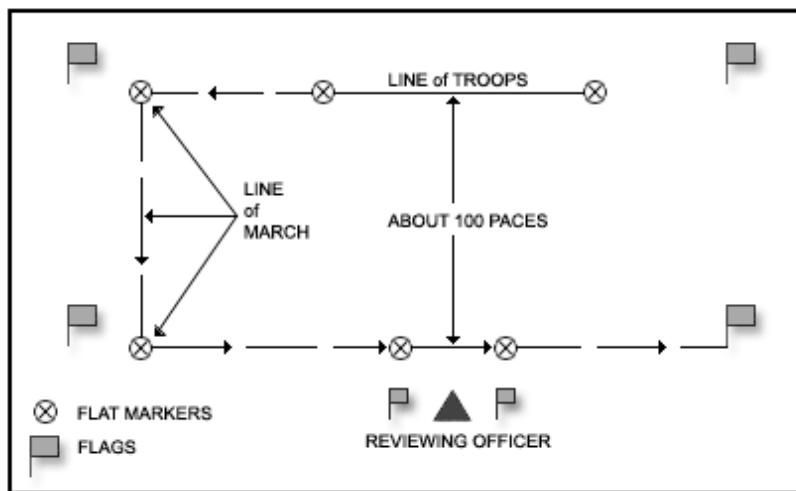 LINE of TROOPS
LINE
of
MARCH
ABOUT 100 PACES
FLAT MARKERS
FLAGS
REVIEWING OFFICER